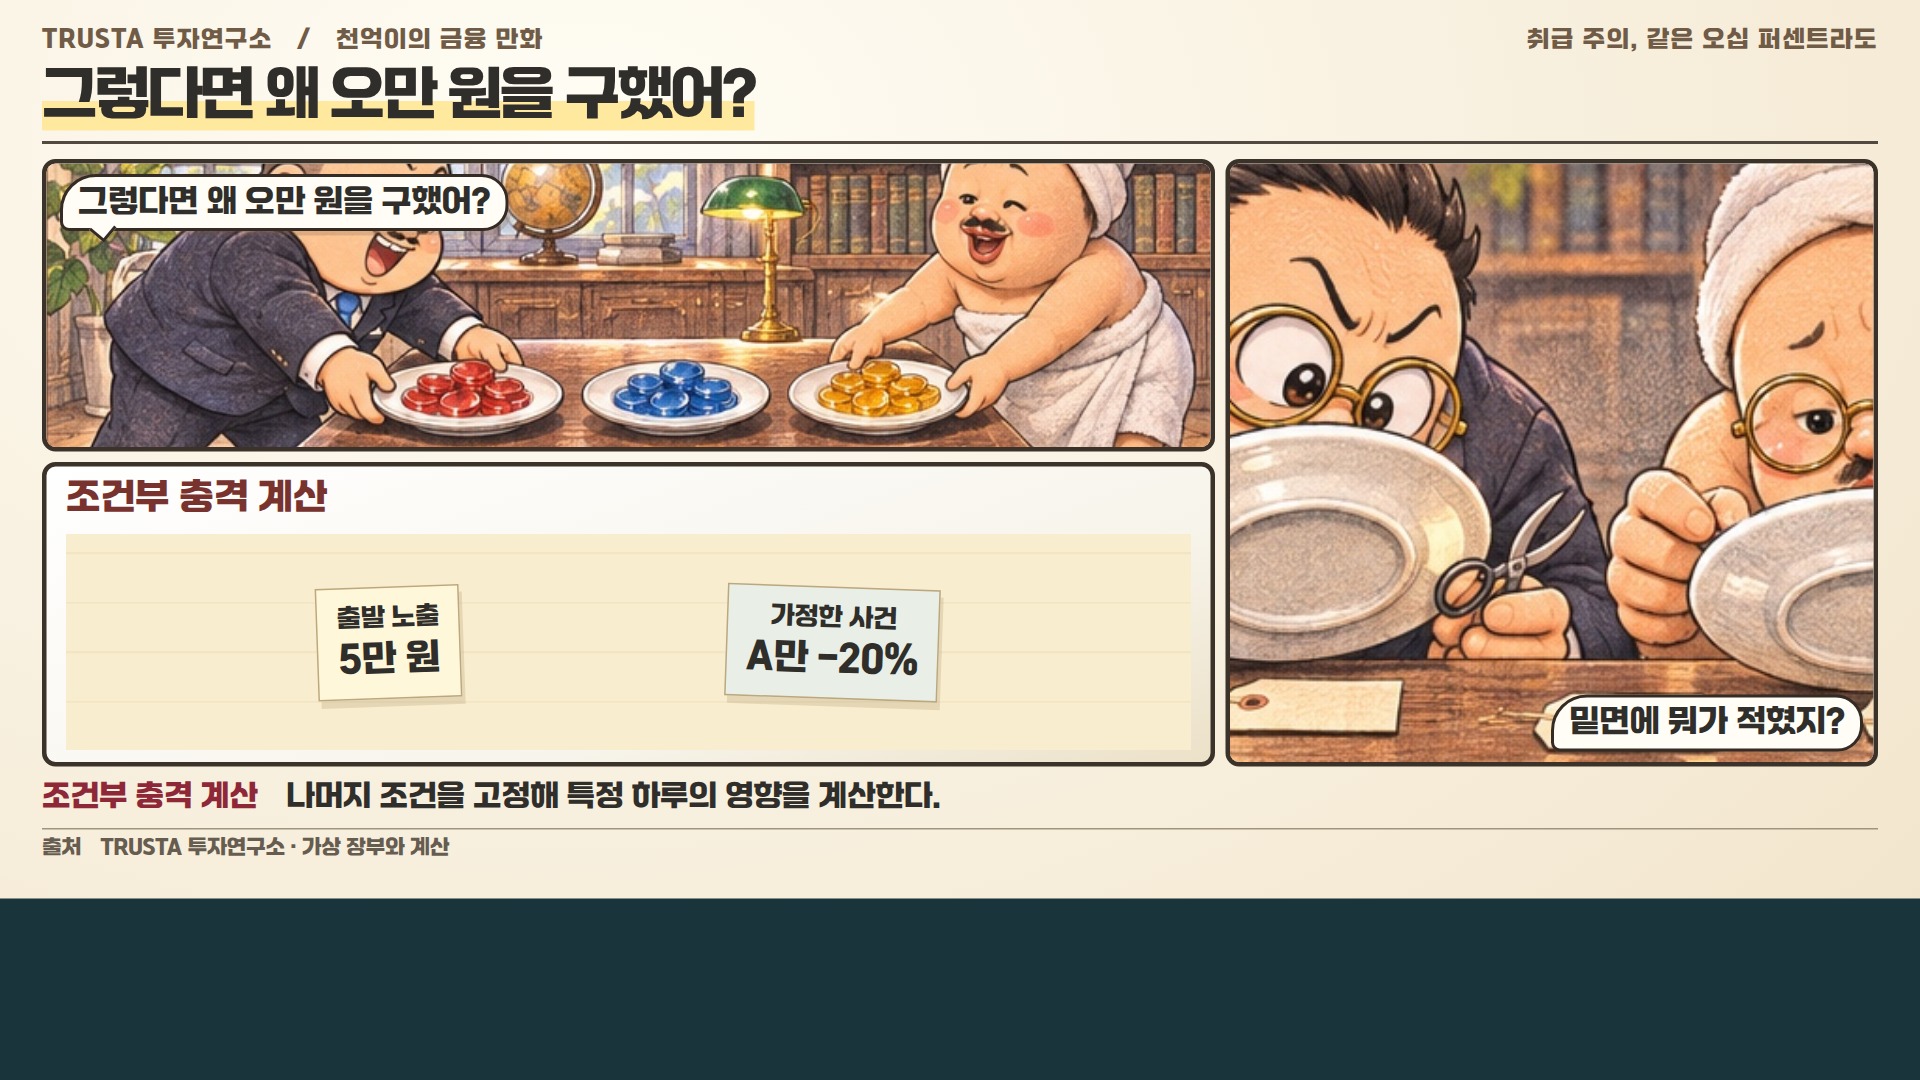 TRUSTA 투자연구소 / 천억이의 금융 만화
취급 주의, 같은 오십 퍼센트라도
그렇다면 왜 오만 원을 구했어?
그렇다면 왜 오만 원을 구했어?
조건부 충격 계산
출발 노출
5만 원
가정한 사건
A만 −20%
밑면에 뭐가 적혔지?
조건부 충격 계산 나머지 조건을 고정해 특정 하루의 영향을 계산한다.
출처 TRUSTA 투자연구소 · 가상 장부와 계산